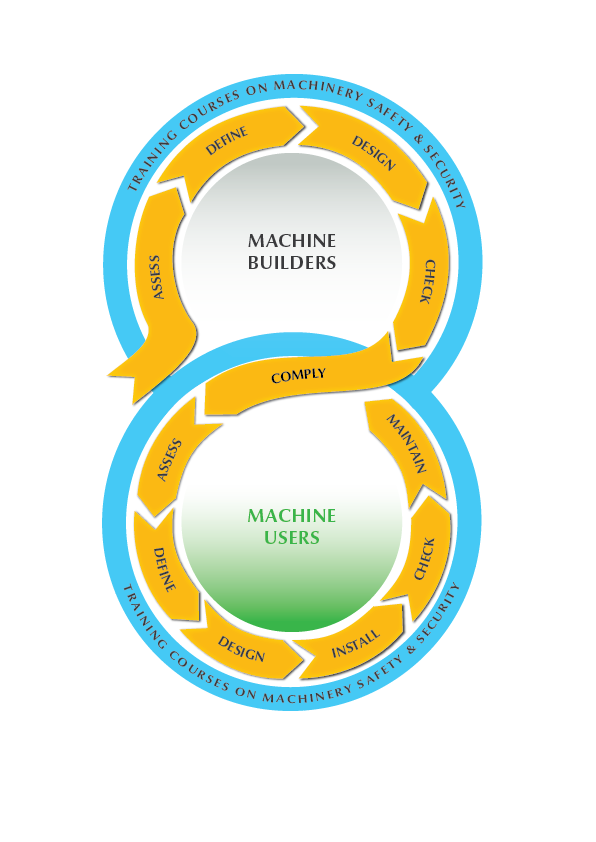 TRAINING COURSES ON MACHINERY SAFETY & SECURITY
DEFINE
DESIGN
ASSESS
CHECK
MACHINE
BUILDERS
COMPLY
ASSESS
MAINTAIN
MACHINE
USERS
DEFINE
CHECK
DESIGN
INSTALL
TRAINING COURSES ON MACHINERY SAFETY & SECURITY